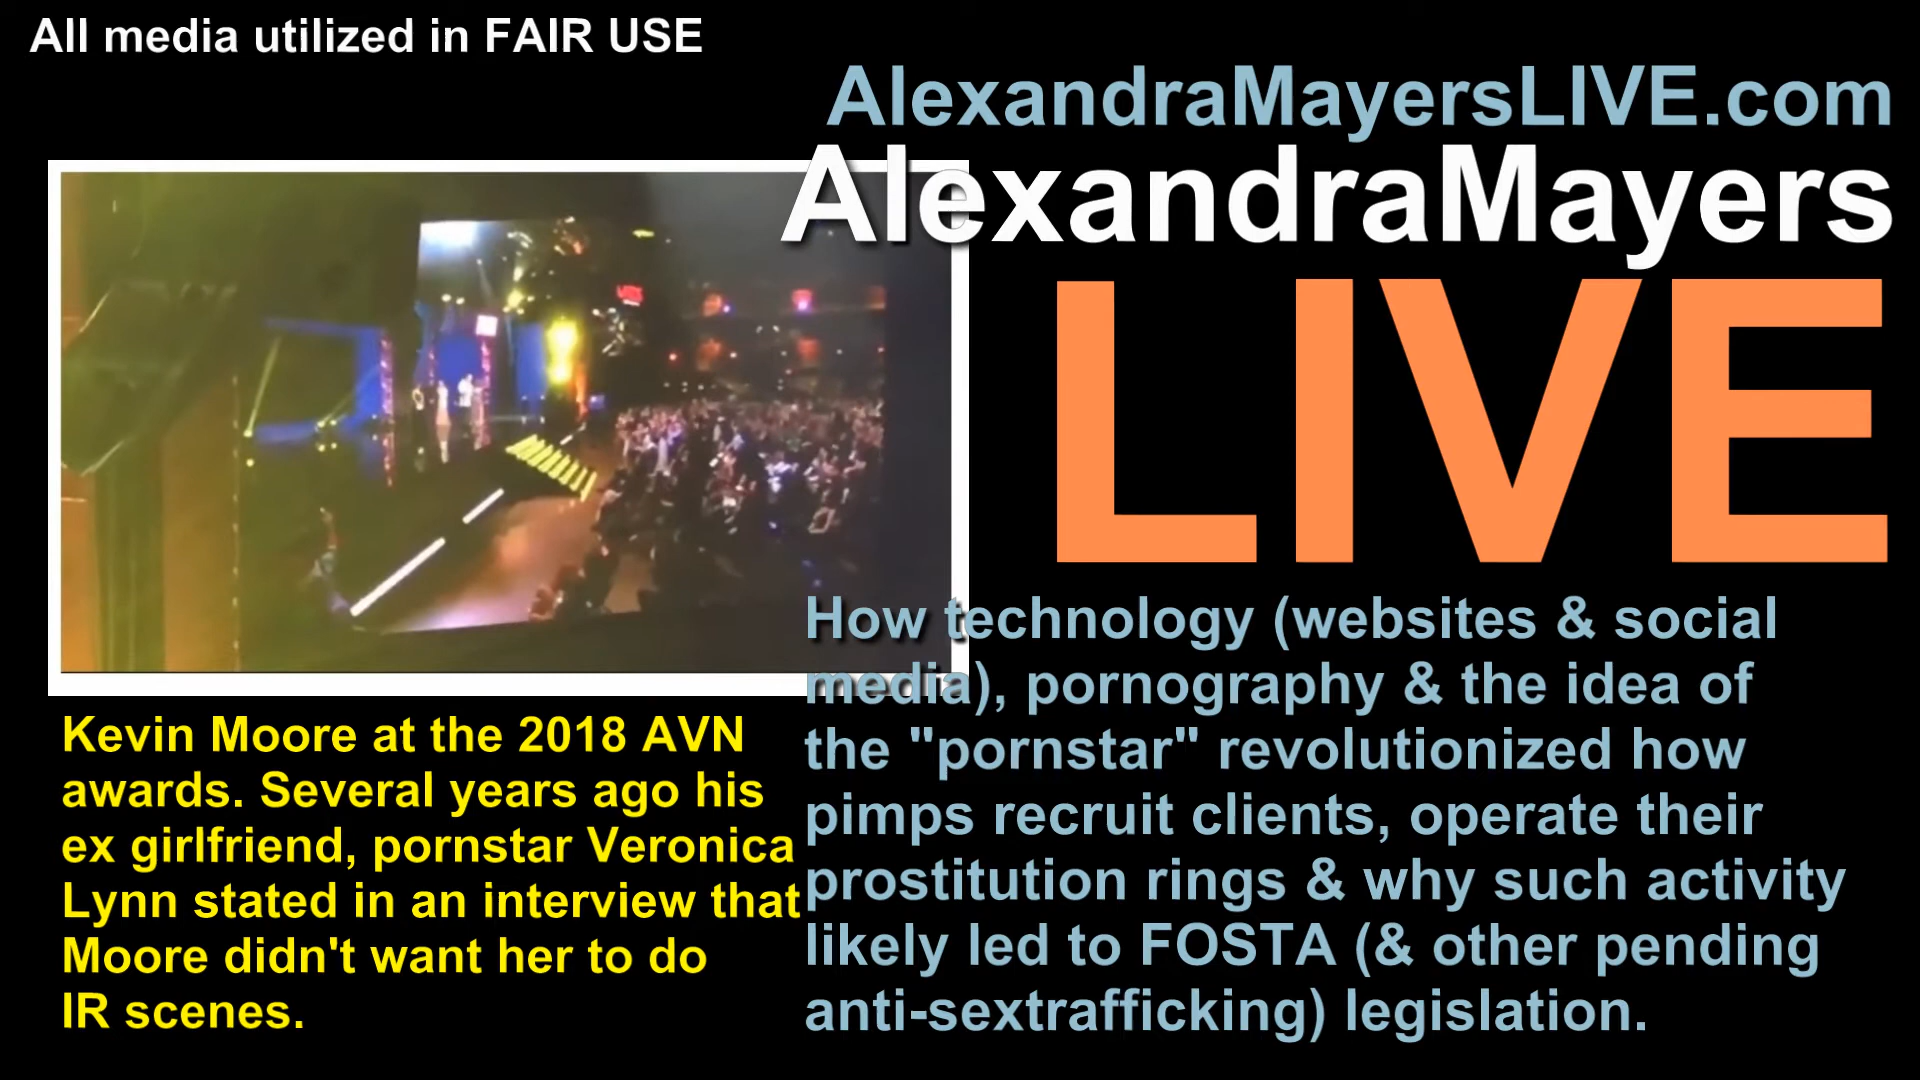 All media utilized in FAIR USE
AlexandraMayersLIVE.com
AlexandraMayers
LIVE
How technology (websites & social
media), pornography & the idea of
the "pornstar" revolutionized how
pimps recruit clients, operate their
prostitution rings & why such activity
likely led to FOSTA (& other pending
anti-sextrafficking) legislation.
Kevin Moore at the 2018 AVN
awards. Several years ago his
ex girlfriend, pornstar Veronica
Lynn stated in an interview that
Moore didn't want her to do
IR scenes.